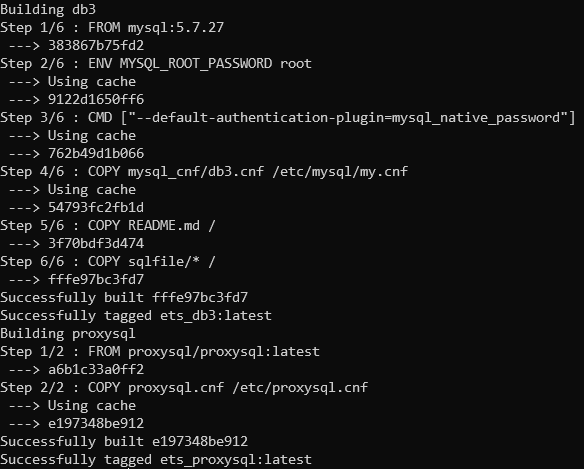 Building db3
Step 1/6 : FROM mysql:5.7.27
 ---> 383867b75fd2
Step 2/6 : ENV MYSQL_ROOT_PASSWORD root
 ---> Using cache
 ---> 9122d1650ff6
Step 3/6 : CMD ["--default-authentication-plugin=mysql_native_password"]
 ---> Using cache
 ---> 762b49d1b066
Step 4/6 : COPY mysql_cnf/db3.cnf /etc/mysql/my.cnf
 ---> Using cache
 ---> 54793fc2fb1d
Step 5/6 : COPY README.md /
 ---> 3f70bdf3d474
Step 6/6 : COPY sqlfile/* /
 ---> fffe97bc3fd7
Successfully built fffe97bc3fd7
Successfully tagged ets_db3:latest
Building proxysql
Step 1/2 : FROM proxysql/proxysql:latest
 ---> a6b1c33a0ff2
Step 2/2 : COPY proxysql.cnf /etc/proxysql.cnf
 ---> Using cache
 ---> e197348be912
Successfully built e197348be912
Successfully tagged ets_proxysql:latest